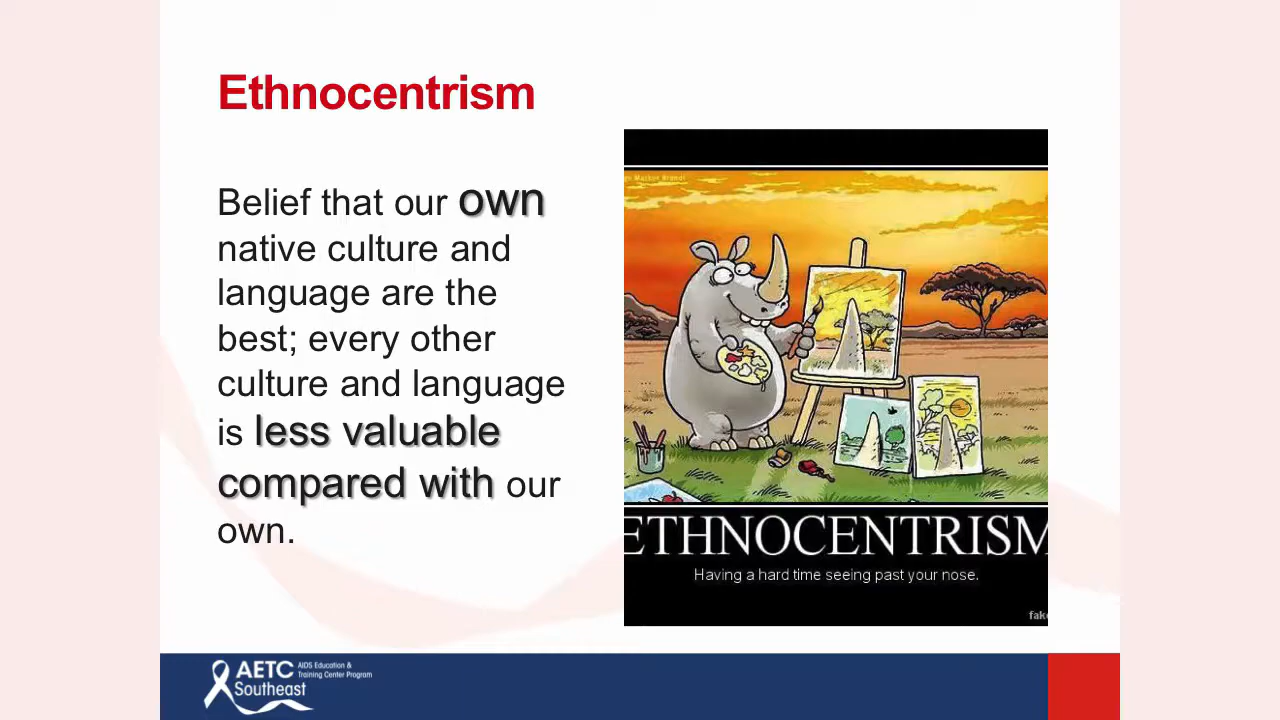 Ethnocentrism
Belief that our own
native culture and
language are the
best; every other
culture and language
is less valuable
compared with our
own.
ETHNOCENTRISM
Having a hard time seeing past your nose.
fake
AETC
Southeast
AIDS Education &
Training Center Program